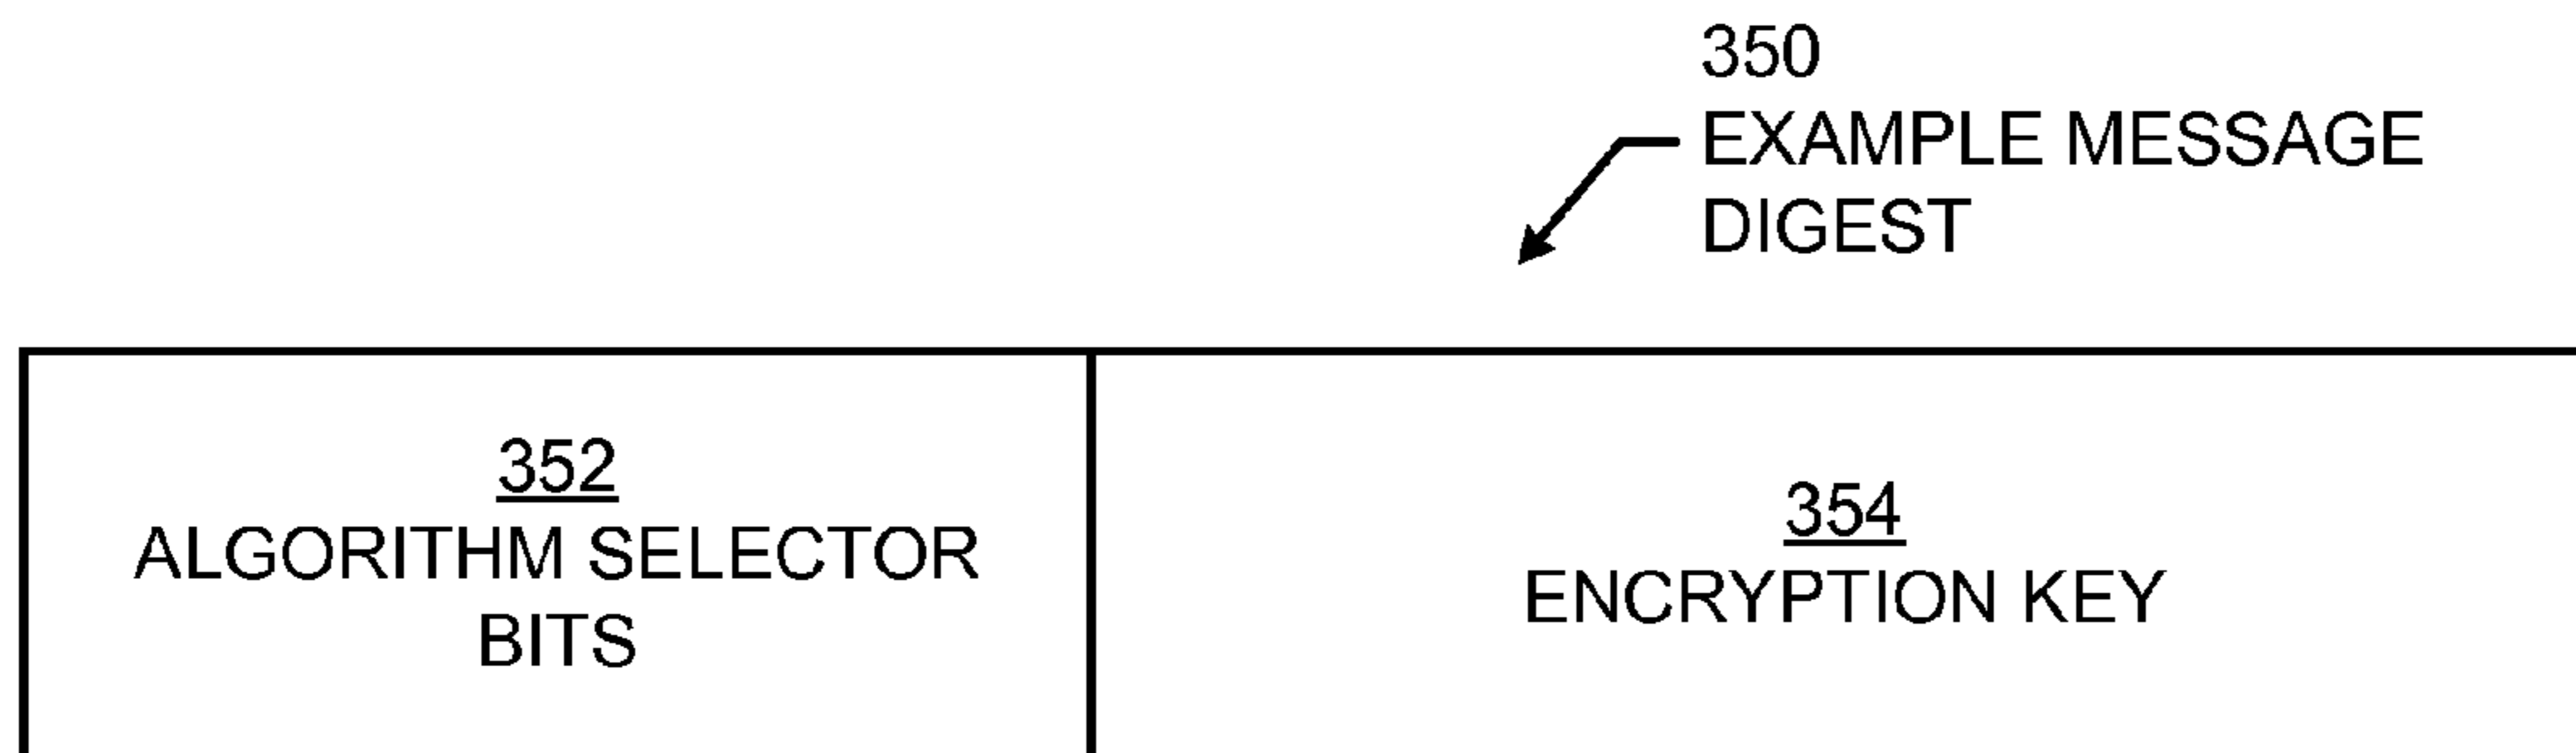 350
EXAMPLE MESSAGE
DIGEST
352
ALGORITHM SELECTOR
BITS
354
ENCRYPTION KEY